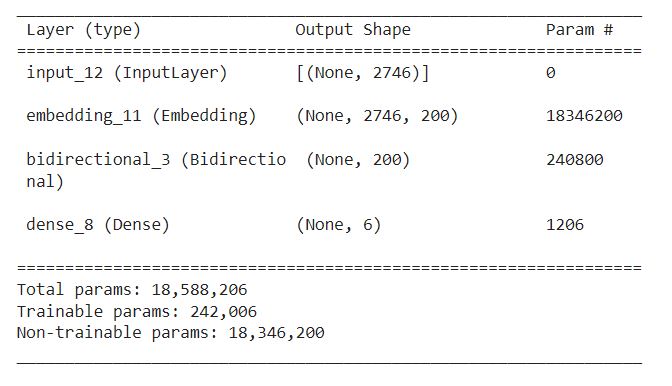 Layer (type) Output Shape Param #
=================================================================
input_12 (InputLayer) [(None, 2746)] 0
embedding_11 (Embedding) (None, 2746, 200) 18346200
bidirectional_3 (Bidirectio (None, 200) 240800
nal)
dense_8 (Dense) (None, 6) 1206
=================================================================
Total params: 18,588,206
Trainable params: 242,006
Non-trainable params: 18,346,200